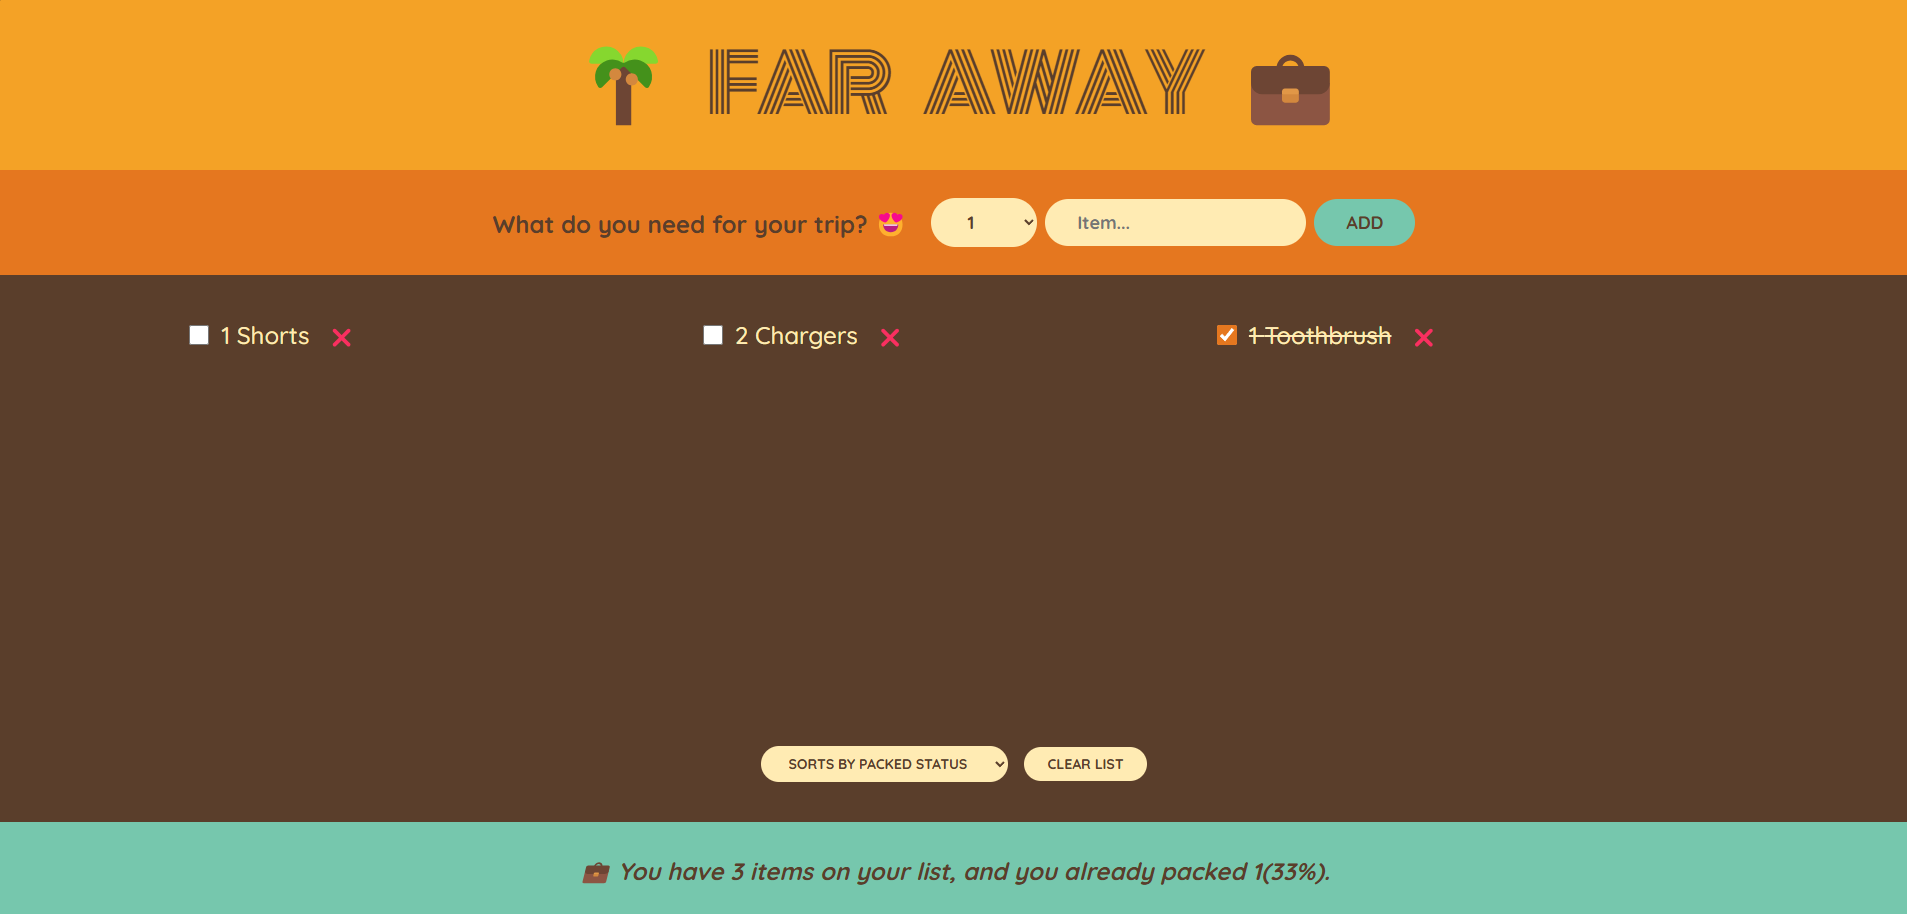 FAR AWAY
What do you need for your trip? 😍 1 Item... ADD
1 Shorts
2 Chargers
1 Toothbrush
SORTS BY PACKED STATUS CLEAR LIST
You have 3 items on your list, and you already packed 1(33%).